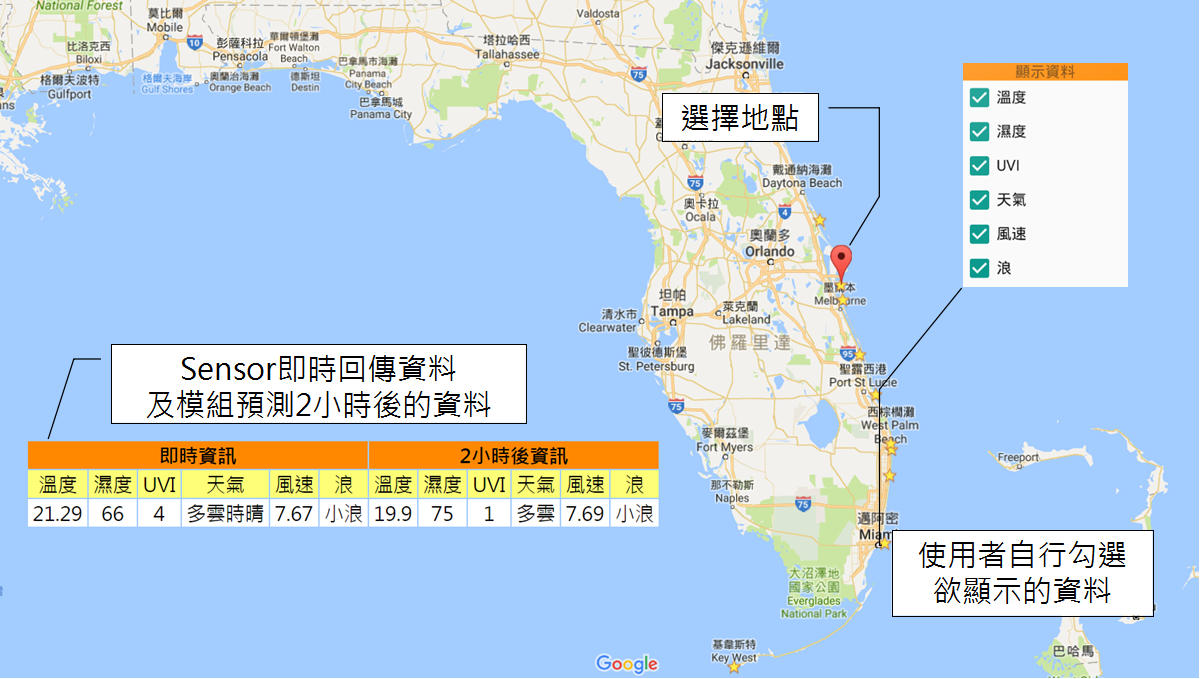 National Forest
莫比爾
Mobile
比洛克西
Biloxi
格爾夫波特
Gulfport
10
彭薩科拉
Pensacola
華爾頓堡灘
Fort Walton
Beach
格爾夫海岸
Gulf Shores
奧蘭治海灘
Orange Beach
德斯坦
Destin
巴拿馬市海灘
Panama
City Beach
巴拿馬城
Panama City
塔拉哈西
Tallahassee
Valdosta
75
傑克遜維爾
Jacksonville
選擇地點
75
奧卡拉
Ocala
戴通納海灘
Daytona Beach
4
奧蘭多
Orlando
Melbourne
坦帕
Tampa
萊克蘭
Lakeland
清水市
Clearwater
聖彼德斯堡
St. Petersburg
佛羅里達
95
聖露西港
Port St Lucie
75
西棕櫚灘
West Palm
Beach
麥爾茲堡
Fort Myers
那不勒斯
Naples
75
邁阿密
Miami
Freeport
大沼澤地
國家公園
Everglades
National Park
基韋斯特
Key West
巴哈馬
Google
顯示資料
溫度
濕度
UVI
天氣
風速
浪
Sensor即時回傳資料
及模組預測2小時後的資料
即時資訊 2小時後資訊
溫度 濕度 UVI 天氣 風速 浪 溫度 濕度 UVI 天氣 風速 浪
21.29 66 4 多雲時晴 7.67 小浪 19.9 75 1 多雲 7.69 小浪
使用者自行勾選
欲顯示的資料